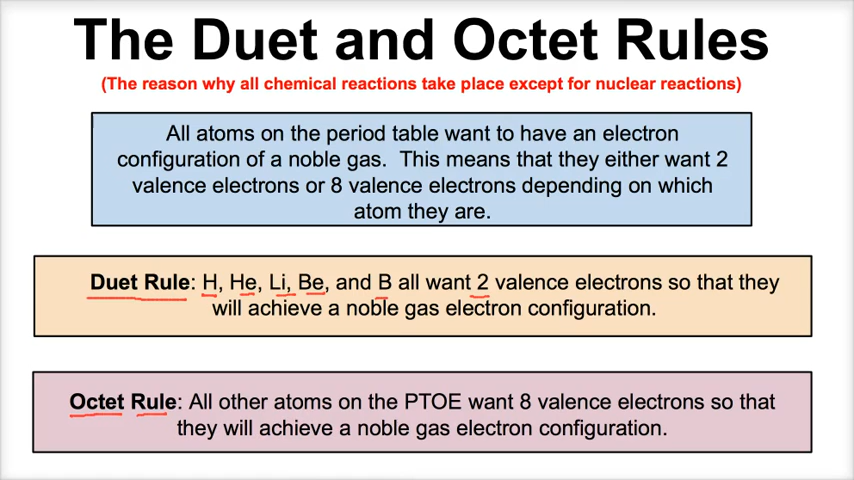 The Duet and Octet Rules
(The reason why all chemical reactions take place except for nuclear reactions)
All atoms on the period table want to have an electron
configuration of a noble gas. This means that they either want 2
valence electrons or 8 valence electrons depending on which
atom they are.
Duet Rule: H, He, Li, Be, and B all want 2 valence electrons so that they
will achieve a noble gas electron configuration.
Octet Rule: All other atoms on the PTOE want 8 valence electrons so that
they will achieve a noble gas electron configuration.